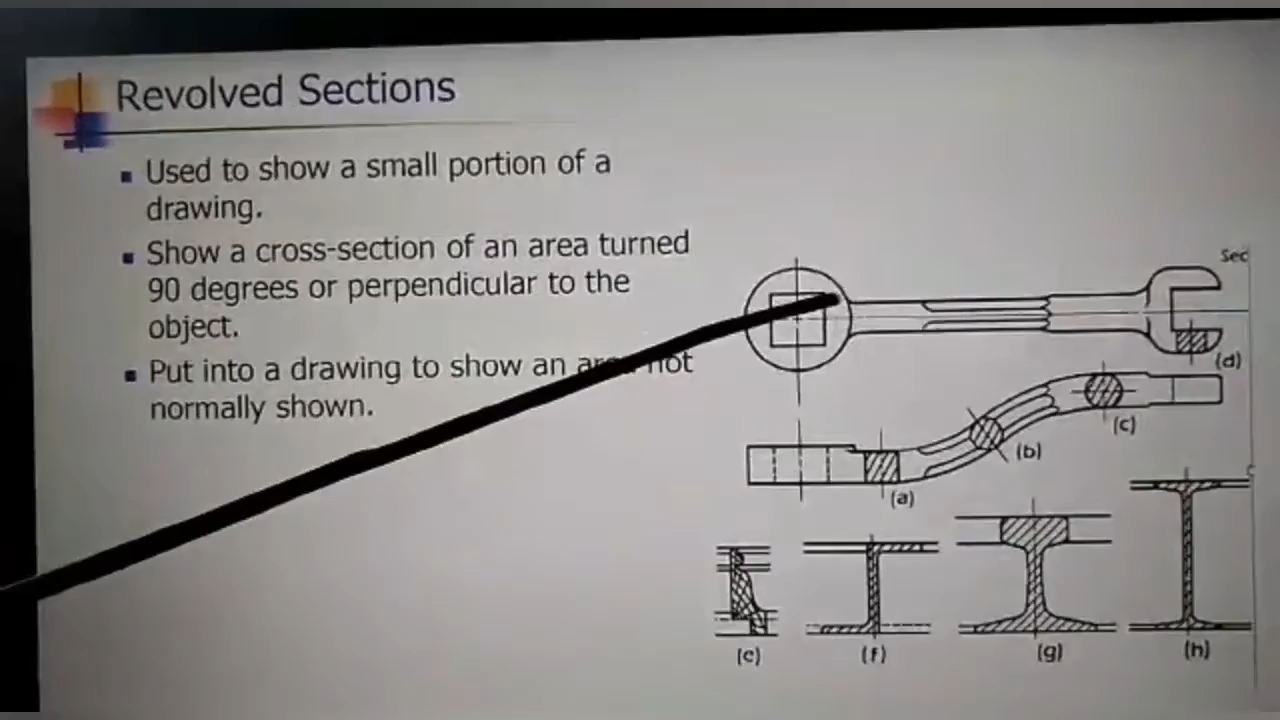 Revolved Sections
Used to show a small portion of a
drawing.
Show a cross-section of an area turned
90 degrees or perpendicular to the
object.
Put into a drawing to show an area not
normally shown.
Sec
(d)
(c)
(b)
(a)
(e)
(f)
(g)
(h)